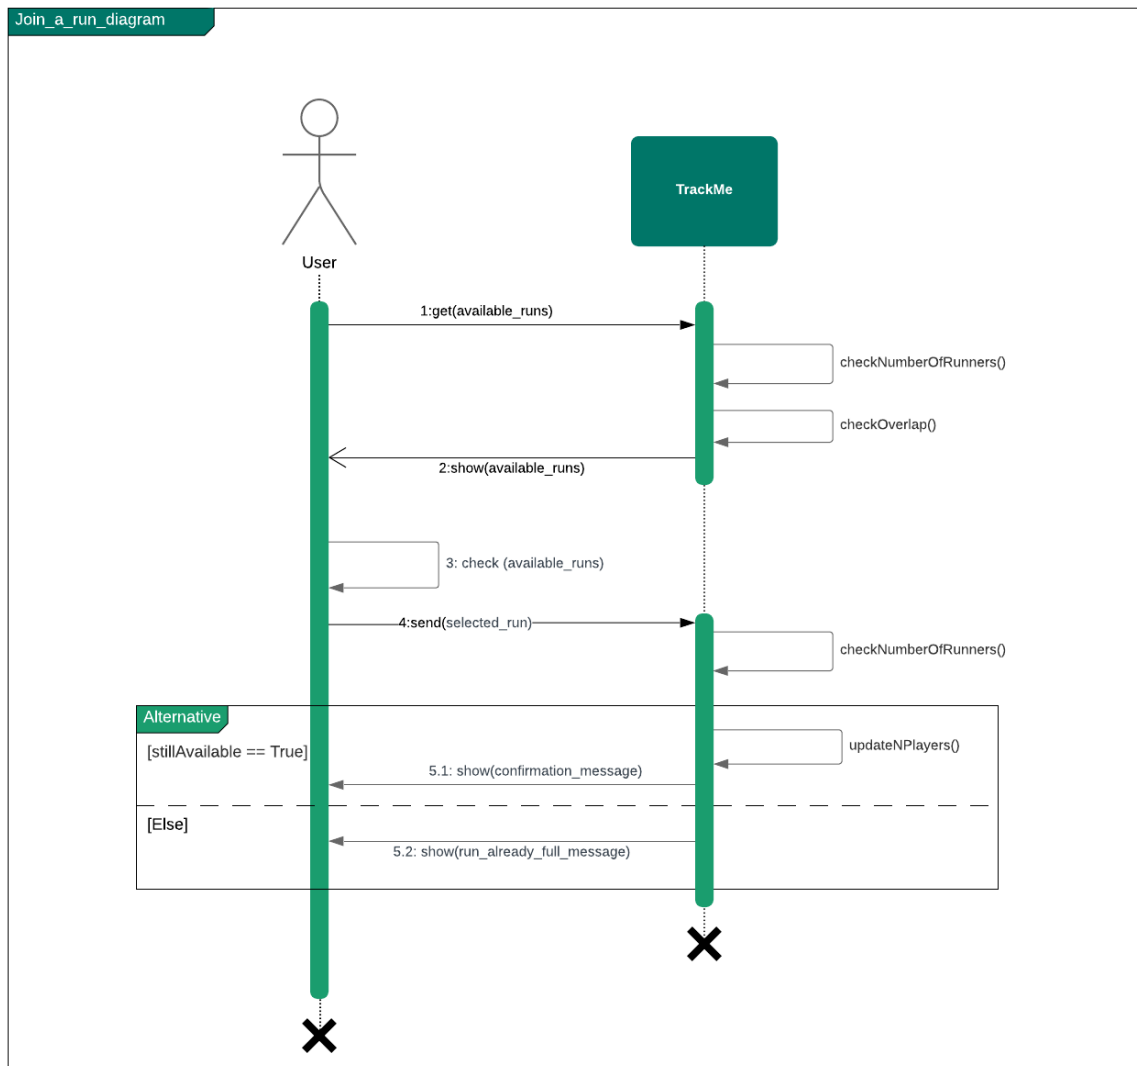 Join_a_run_diagram
TrackMe
User
1:get(available_runs)
checkNumberOfRunners()
checkOverlap()
2:show(available_runs)
3: check (available_runs)
4:send(selected_run)
checkNumberOfRunners()
Alternative
updateNPlayers()
[stillAvailable == True]
5.1: show(confirmation_message)
[Else]
5.2: show(run_already_full_message)